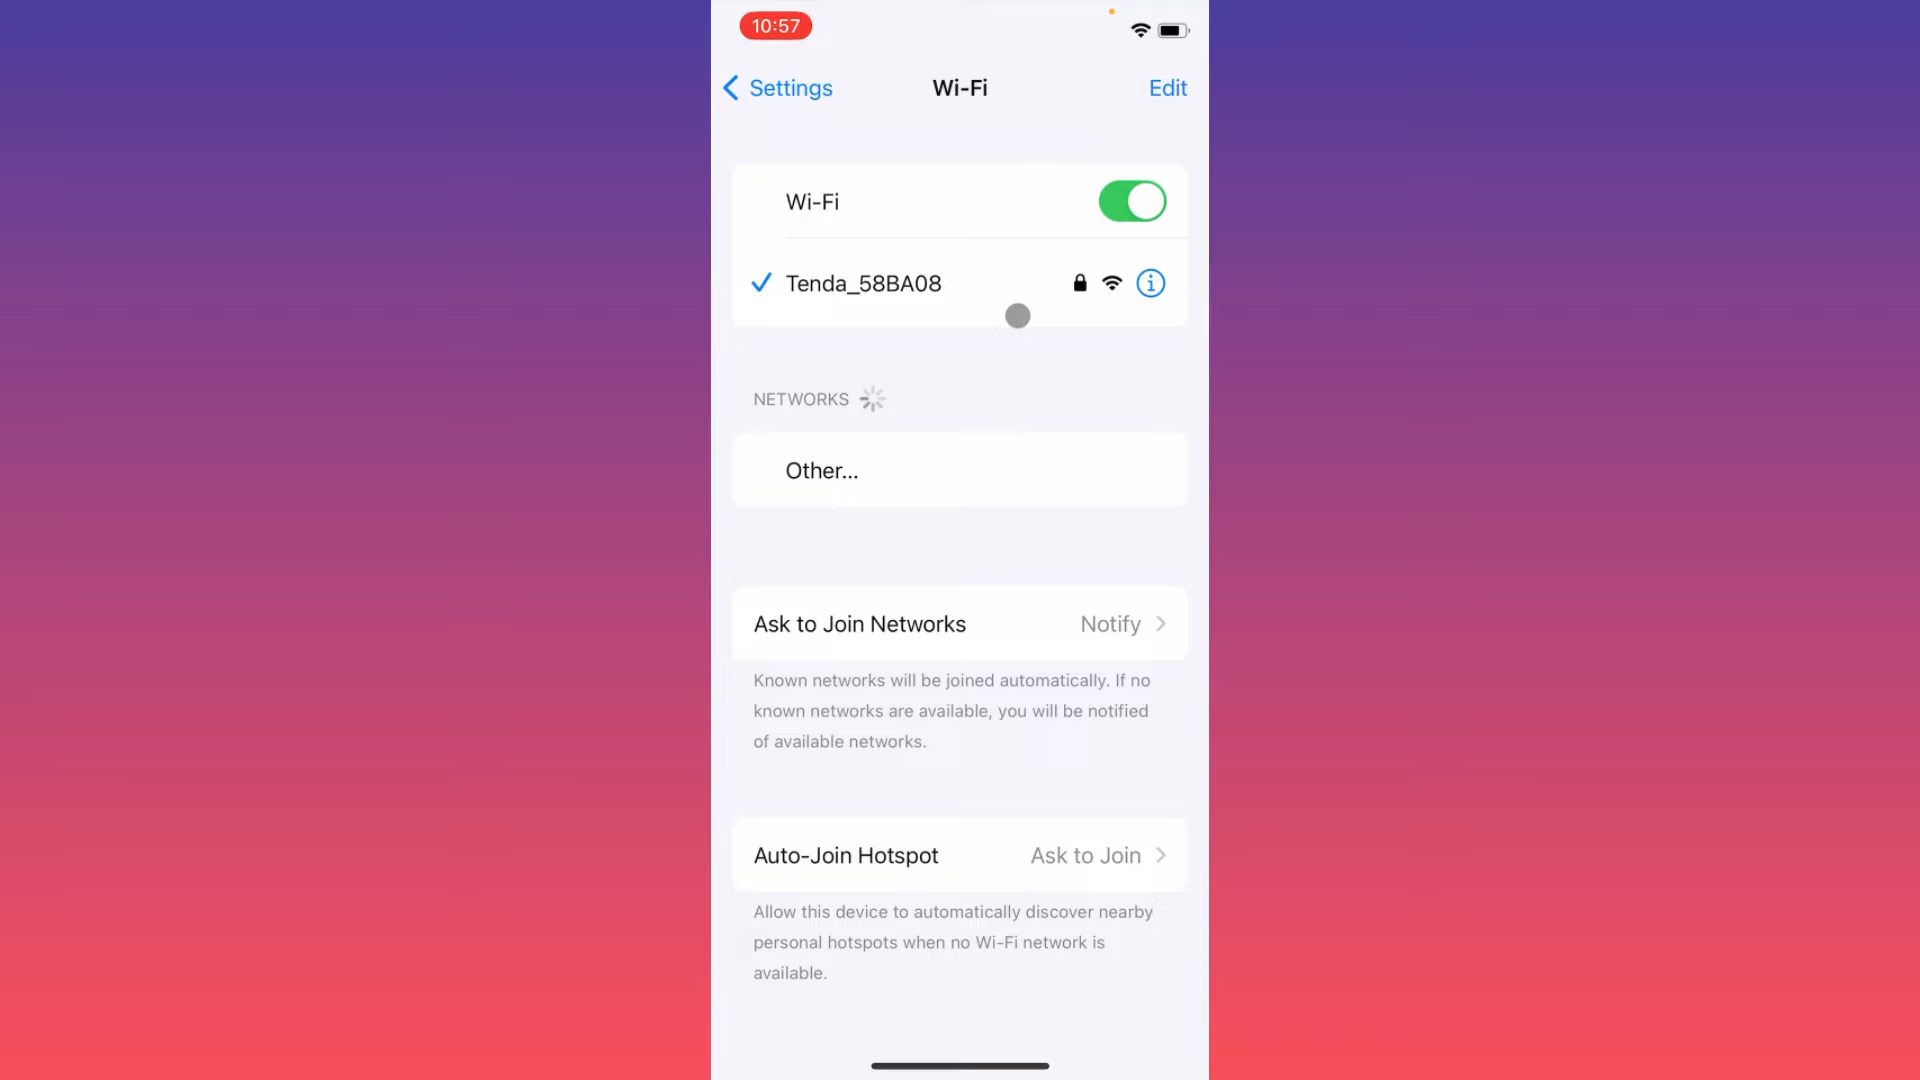 10:57
Settings
Wi-Fi
Edit
Wi-Fi
Tenda_58BA08
NETWORKS
Other...
Ask to Join Networks
Notify
Known networks will be joined automatically. If no
known networks are available, you will be notified
of available networks.
Auto-Join Hotspot
Ask to Join
Allow this device to automatically discover nearby
personal hotspots when no Wi-Fi network is
available.